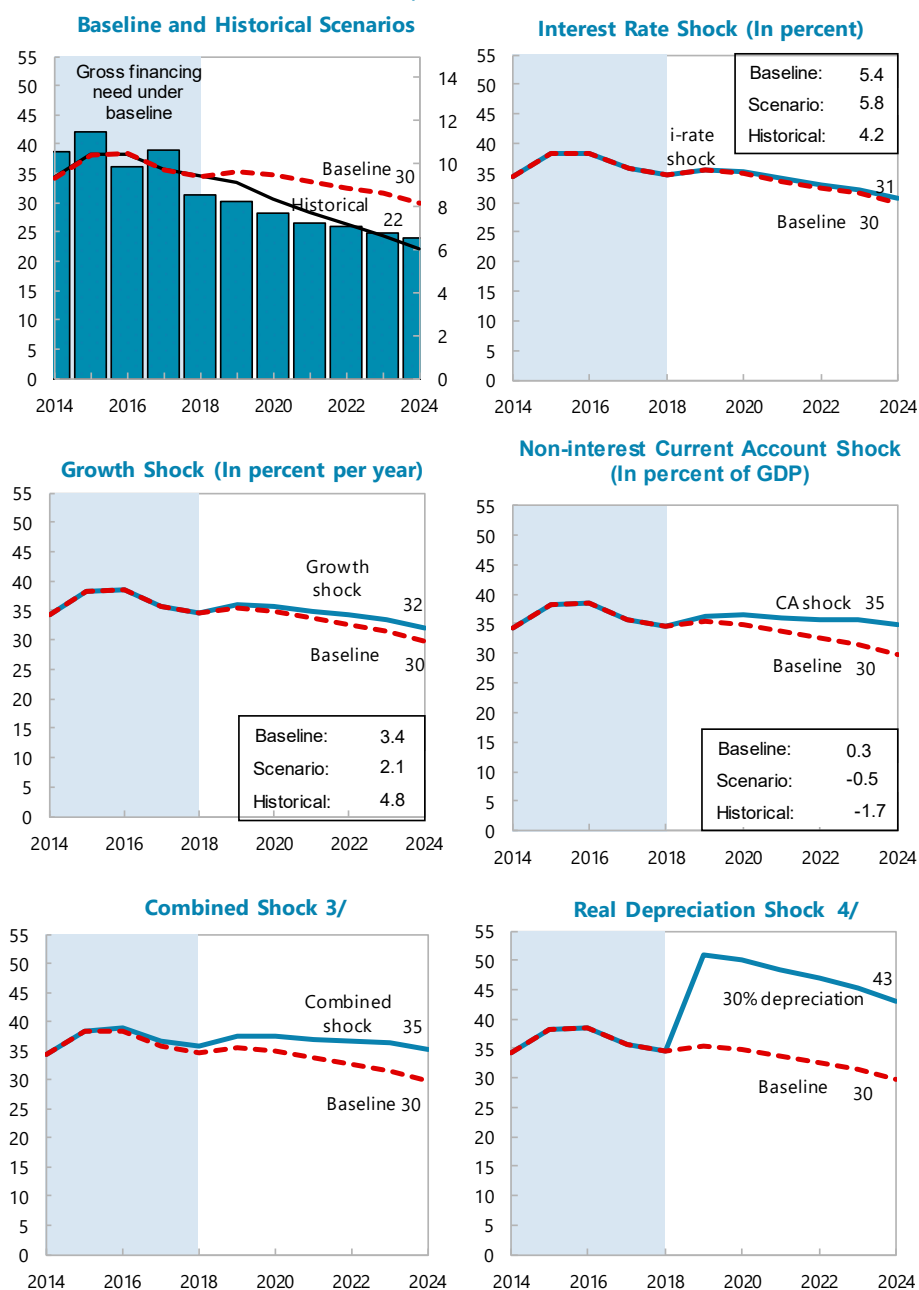 Baseline and Historical Scenarios
55
50
45
40
35
30
25
20
15
10
5
0
14
12
10
8
6
4
2
0
Gross financing
need under
baseline
Baseline
30
Historical
22
2014 2016 2018 2020 2022 2024
Interest Rate Shock (In percent)
55
50
45
40
35
30
25
20
15
10
5
0
Baseline: 5.4
Scenario: 5.8
Historical: 4.2
i-rate
shock
31
Baseline 30
2014 2016 2018 2020 2022 2024
Growth Shock (In percent per year)
55
50
45
40
35
30
25
20
15
10
5
0
Growth
shock
32
Baseline
30
Baseline: 3.4
Scenario: 2.1
Historical: 4.8
2014 2016 2018 2020 2022 2024
Non-interest Current Account Shock
(In percent of GDP)
55
50
45
40
35
30
25
20
15
10
5
0
CA shock 35
Baseline 30
Baseline: 0.3
Scenario: -0.5
Historical: -1.7
2014 2016 2018 2020 2022 2024
Combined Shock 3/
55
50
45
40
35
30
25
20
15
10
5
0
Combined
shock 35
Baseline 30
2014 2016 2018 2020 2022 2024
Real Depreciation Shock 4/
55
50
45
40
35
30
25
20
15
10
5
0
43
30% depreciation
Baseline
30
2014 2016 2018 2020 2022 2024